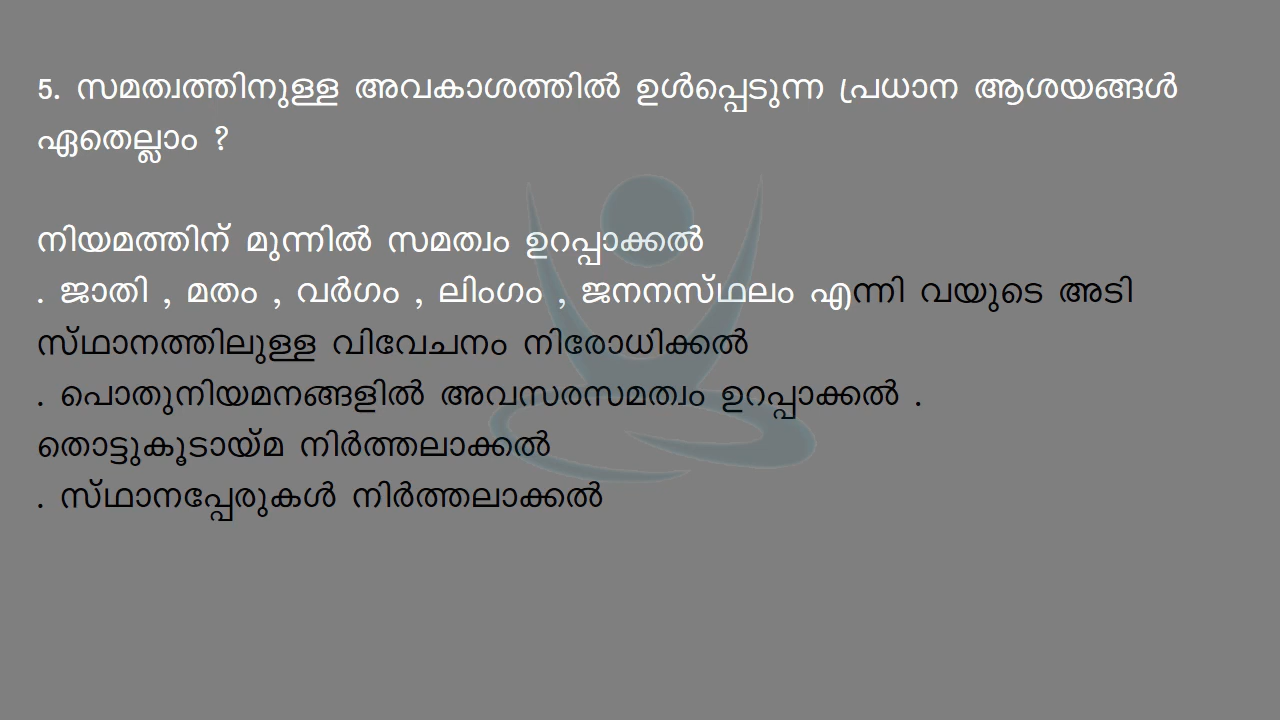 5. സമത്വത്തിനുള്ള അവകാശത്തിൽ ഉൾപ്പെടുന്ന പ്രധാന ആശയങ്ങൾ
ഏതെല്ലാം ?
നിയമത്തിന് മുന്നിൽ സമത്വം ഉറപ്പാക്കൽ
. ജാതി , മതം , വർഗം , ലിംഗം , ജനനസ്ഥലം എന്നി വയുടെ അടി
സ്ഥാനത്തിലുള്ള വിവേചനം നിരോധിക്കൽ
. പൊതുനിയമനങ്ങളിൽ അവസരസമത്വം ഉറപ്പാക്കൽ .
തൊട്ടുകൂടായ്മ നിർത്തലാക്കൽ
. സ്ഥാനപ്പേരുകൾ നിർത്തലാക്കൽ